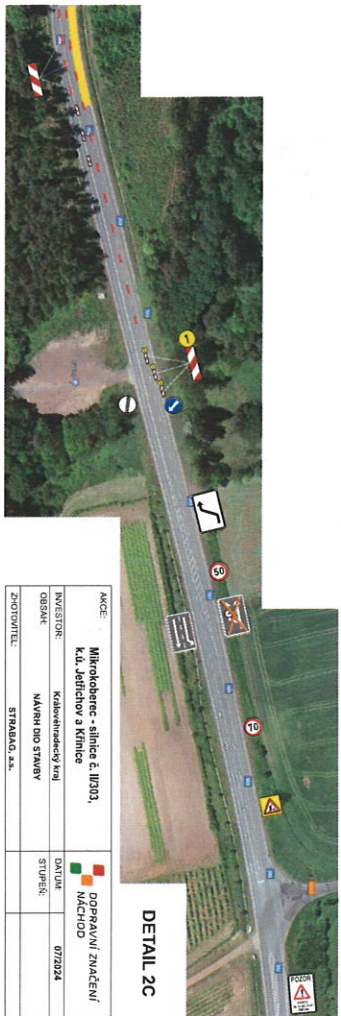 POZOR
70
50
1
DETAIL 2C
AKCE:
Mikrokoberec - silnice č. II/303,
k.ú. Jetřichov a Křinice
DOPRAVNÍ ZNAČENÍ
NÁCHOD
INVESTOR:
Královéhradecký kraj
DATUM:
07/2024
OBSAH:
NÁVRH DIO STAVBY
STUPEŇ:
ZHOTOVITEL:
STRABAG, a.s.